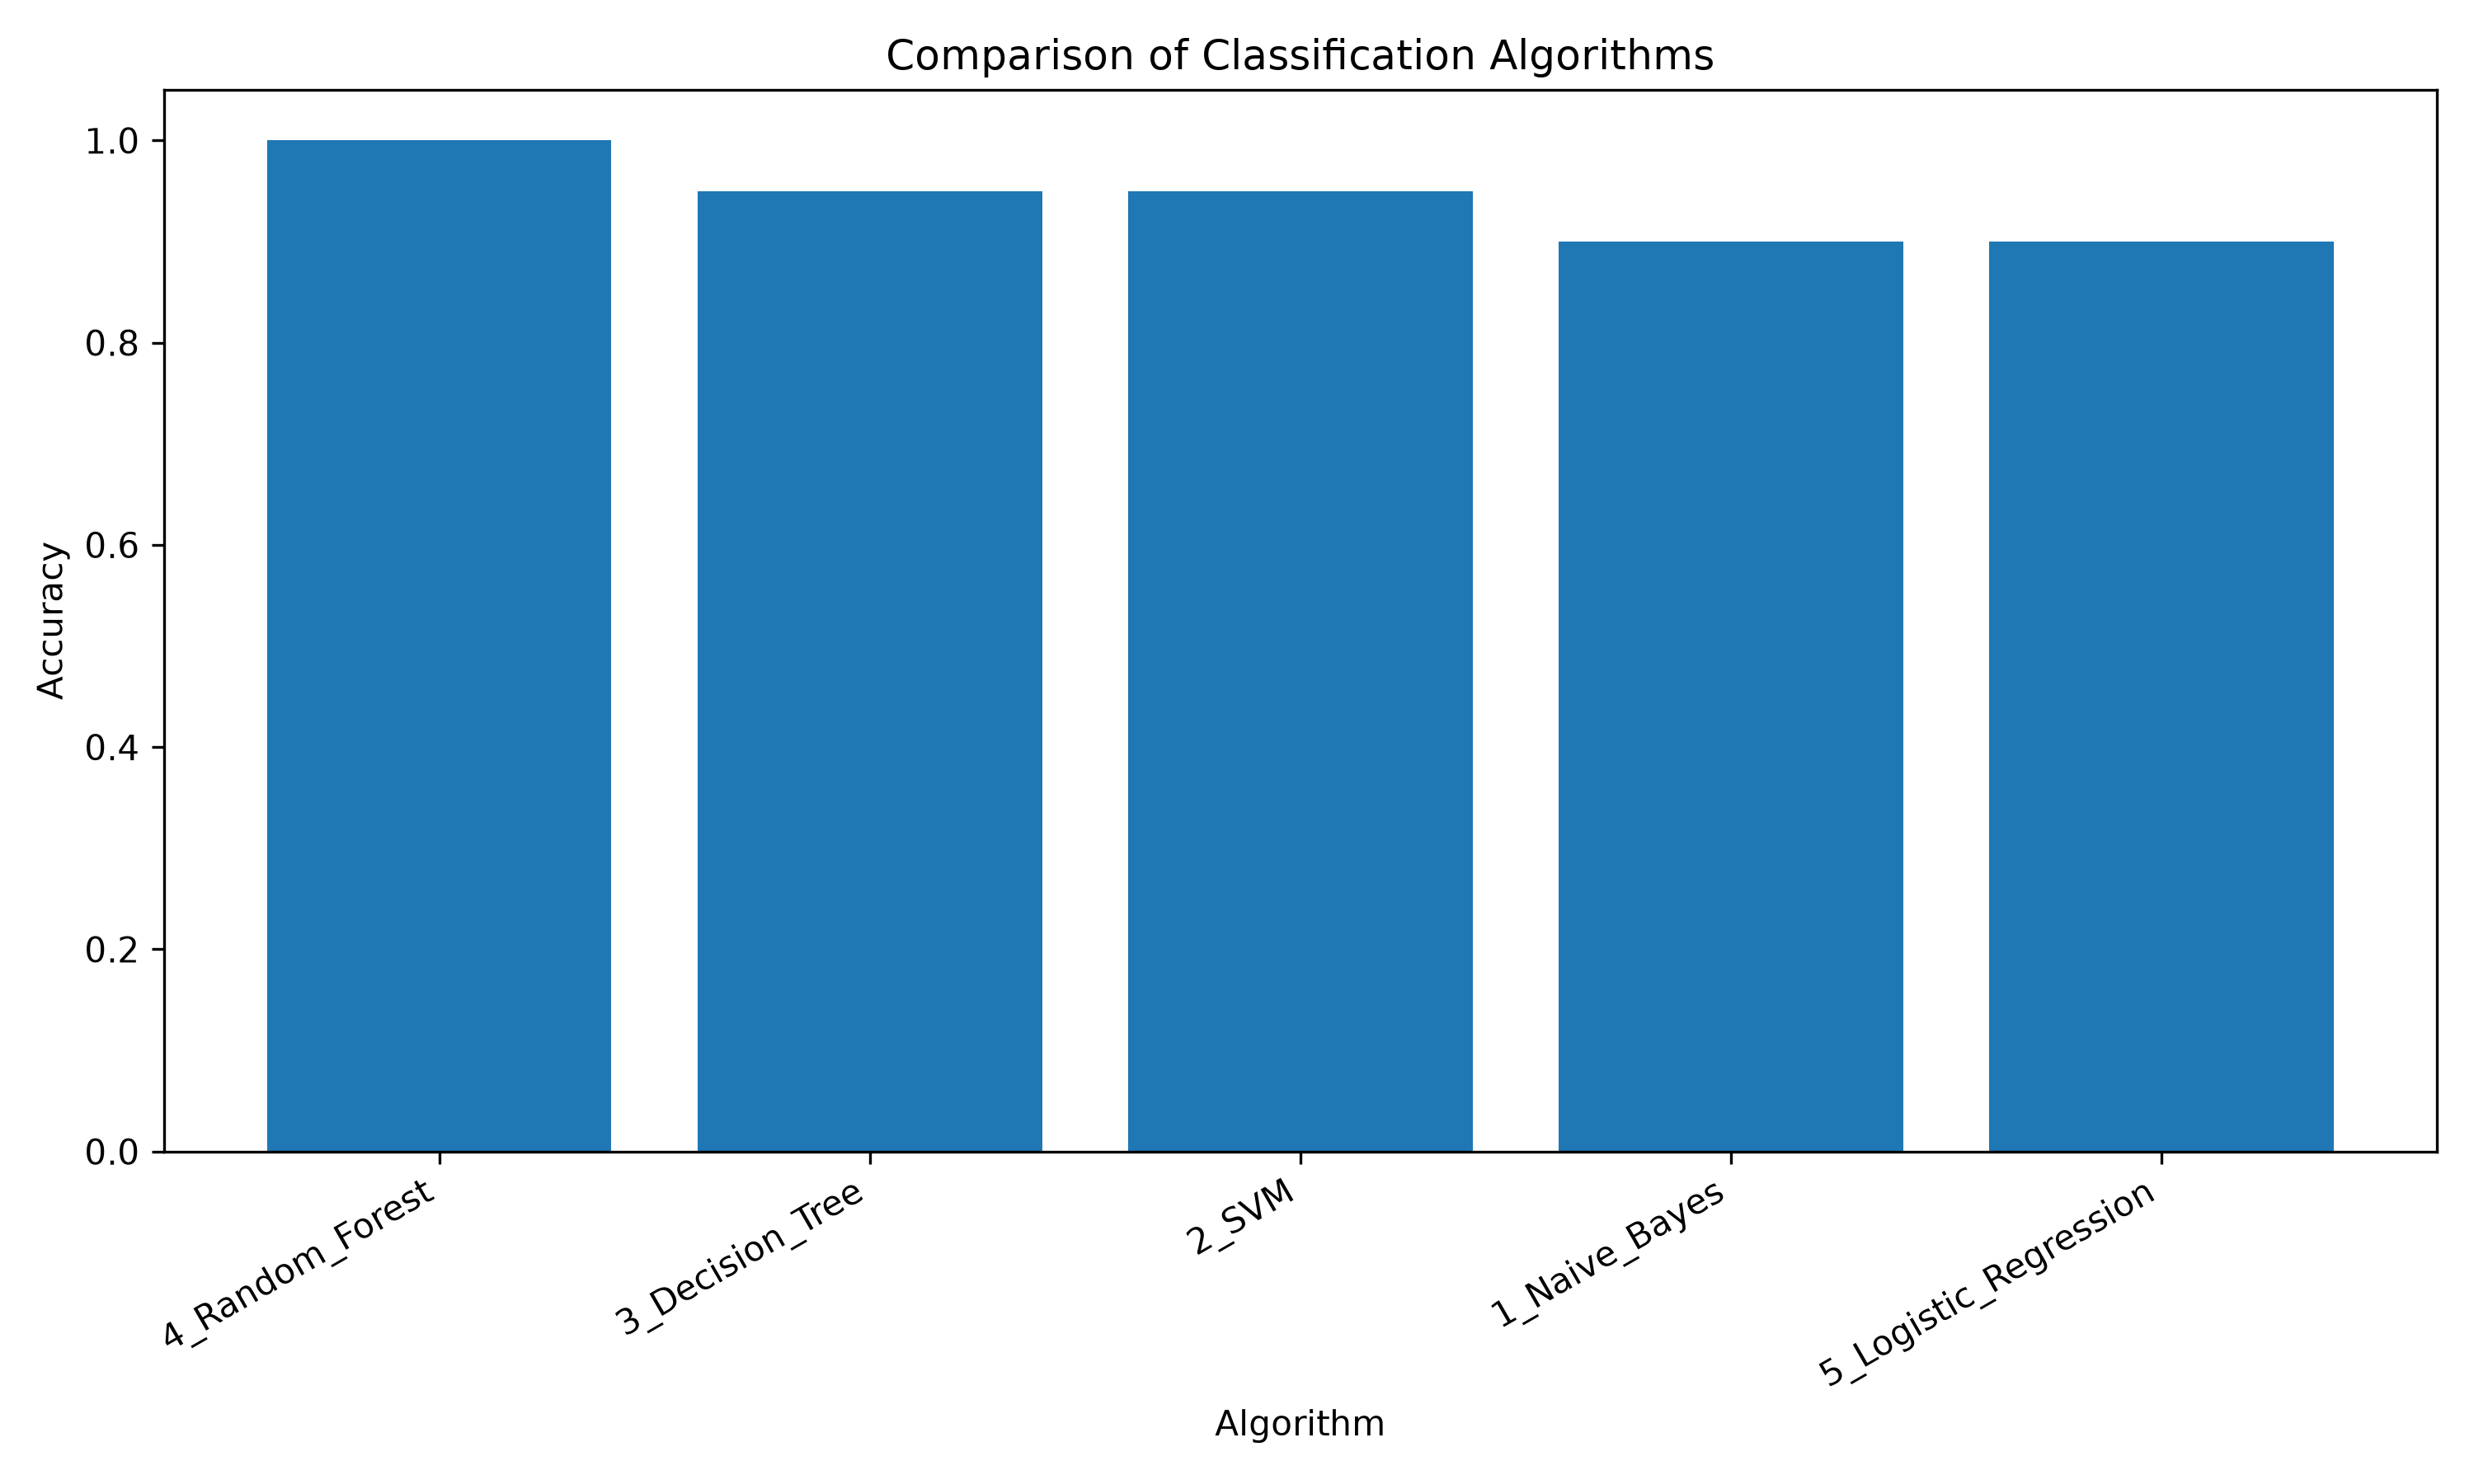 Comparison of Classification Algorithms
Accuracy
1.0
0.8
0.6
0.4
0.2
0.0
4_Random_Forest
3_Decision_Tree
2_SVM
1_Naive_Bayes
5_Logistic_Regression
Algorithm